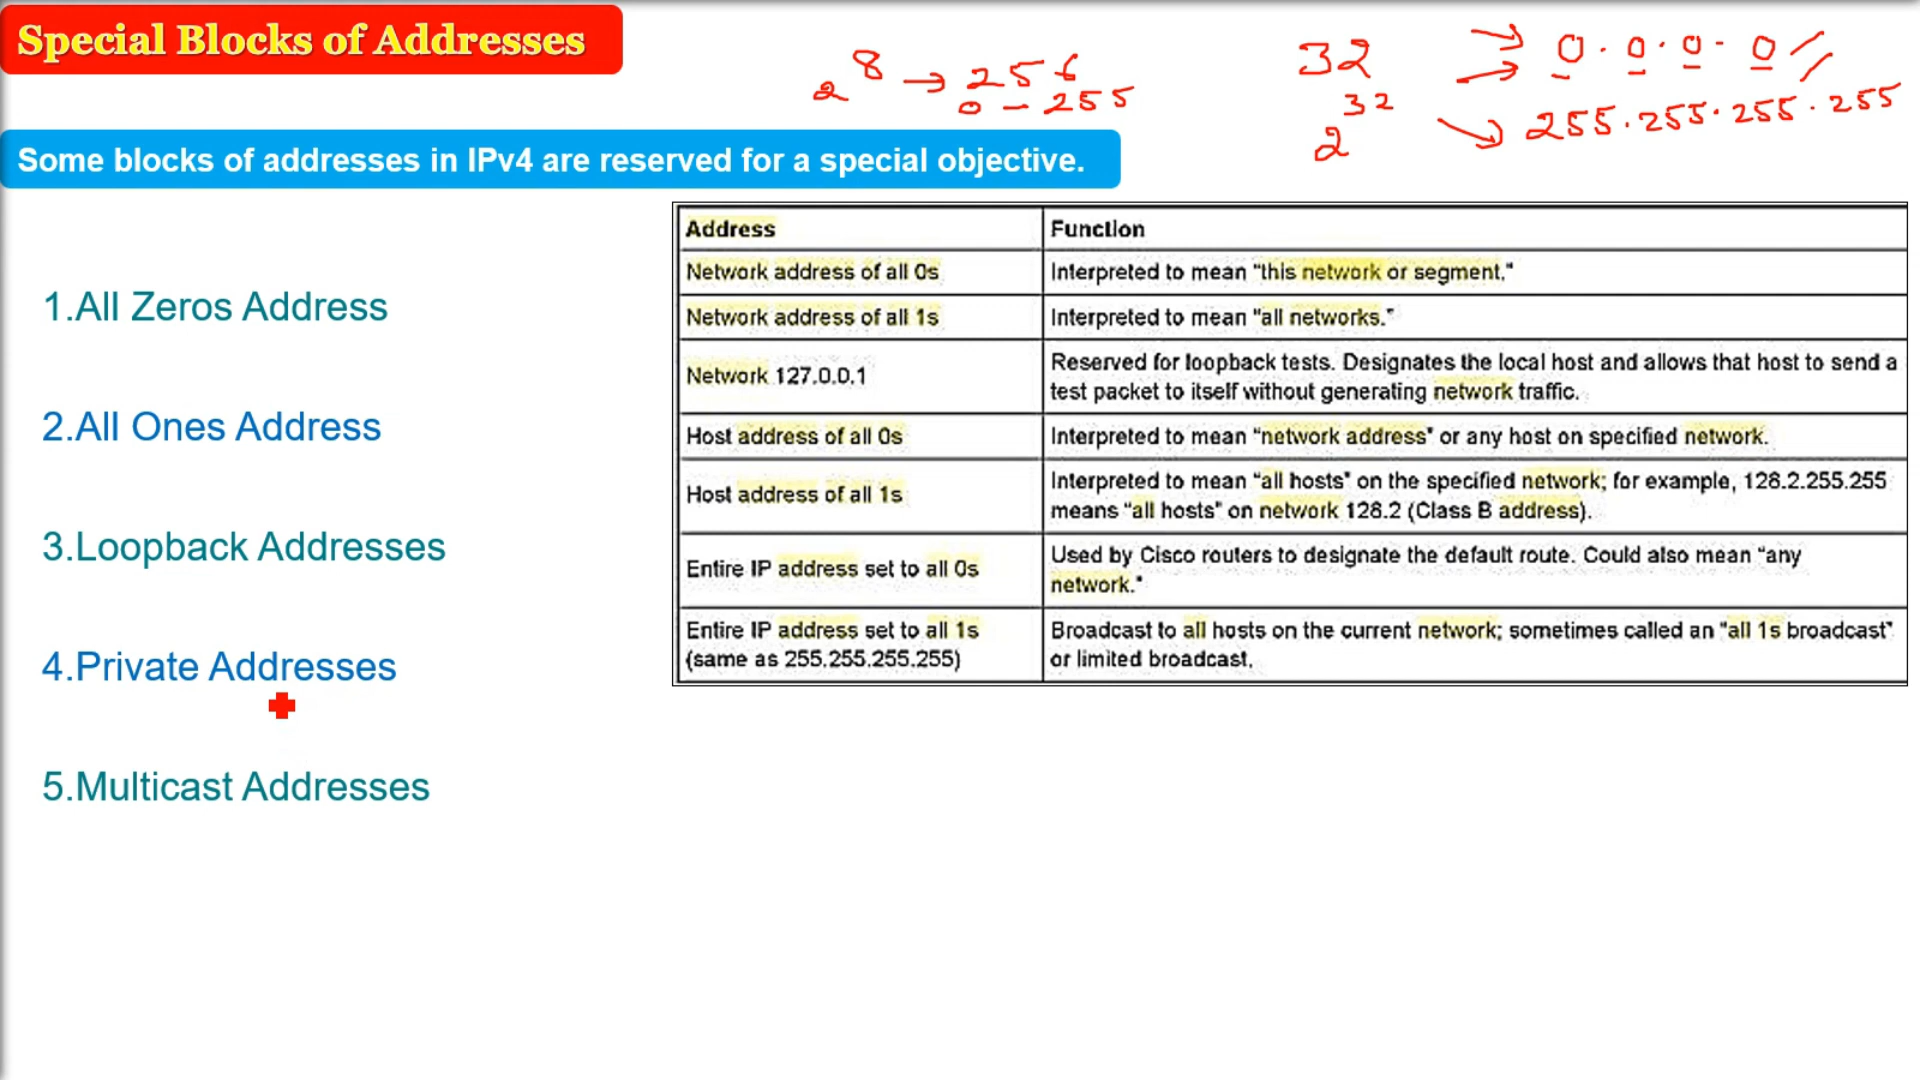 Special Blocks of Addresses
2^8 → 256
0 - 255
32
2^32
→ 0.0.0.0
→ 255.255.255.255
Some blocks of addresses in IPv4 are reserved for a special objective.
1.All Zeros Address
2.All Ones Address
3.Loopback Addresses
4.Private Addresses
5.Multicast Addresses
Address Function
Network address of all 0s Interpreted to mean "this network or segment."
Network address of all 1s Interpreted to mean "all networks."
Network 127.0.0.1 Reserved for loopback tests. Designates the local host and allows that host to send a
test packet to itself without generating network traffic.
Host address of all 0s Interpreted to mean "network address" or any host on specified network.
Host address of all 1s Interpreted to mean "all hosts" on the specified network; for example, 128.2.255.255
means "all hosts" on network 128.2 (Class B address).
Entire IP address set to all 0s Used by Cisco routers to designate the default route. Could also mean "any
network."
Entire IP address set to all 1s Broadcast to all hosts on the current network; sometimes called an "all 1s broadcast"
(same as 255.255.255.255) or limited broadcast.